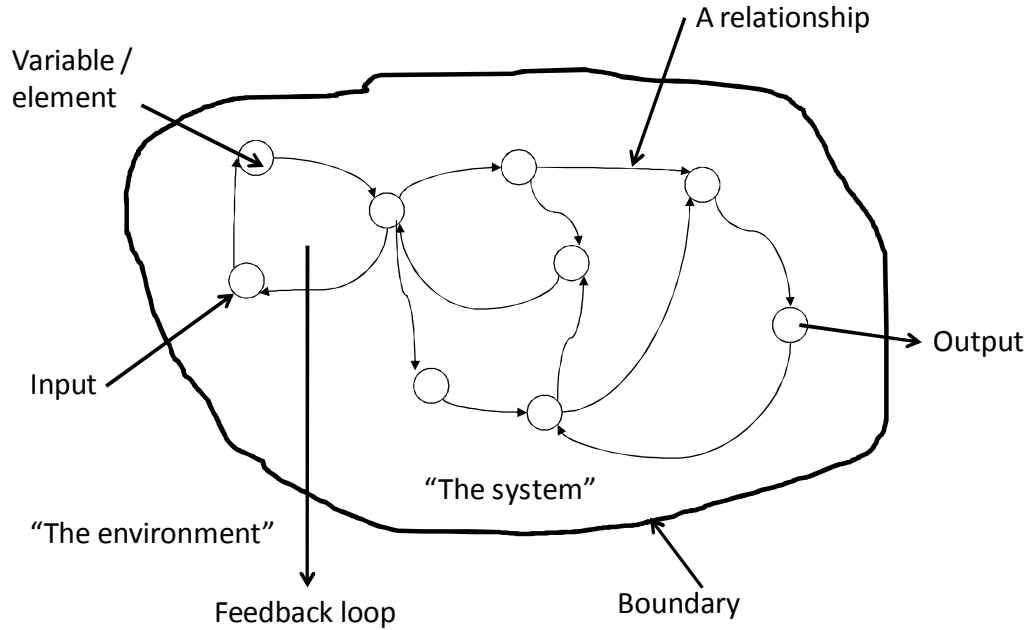 A relationship
Variable /
element
Output
Input
“The system”
“The environment”
Feedback loop
Boundary